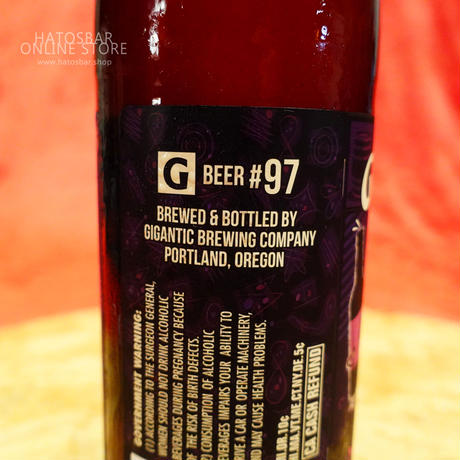 HATOSBAR
ONLINE STORE
www.hatosbar.shop
G BEER #97
BREWED & BOTTLED BY
GIGANTIC BREWING COMPANY
PORTLAND, OREGON
GOVERNMENT WARNING:
1) ACCORDING TO THE SURGEON GENERAL,
WOMEN SHOULD NOT DRINK ALCOHOLIC
BEVERAGES DURING PREGNANCY BECAUSE
OF THE RISK OF BIRTH DEFECTS.
2) CONSUMPTION OF ALCOHOLIC
BEVERAGES IMPAIRS YOUR ABILITY TO
A CAR OR OPERATE MACHINERY,
MAY CAUSE HEALTH PROBLEMS.
10c
5c
CA CASH REFUND
G